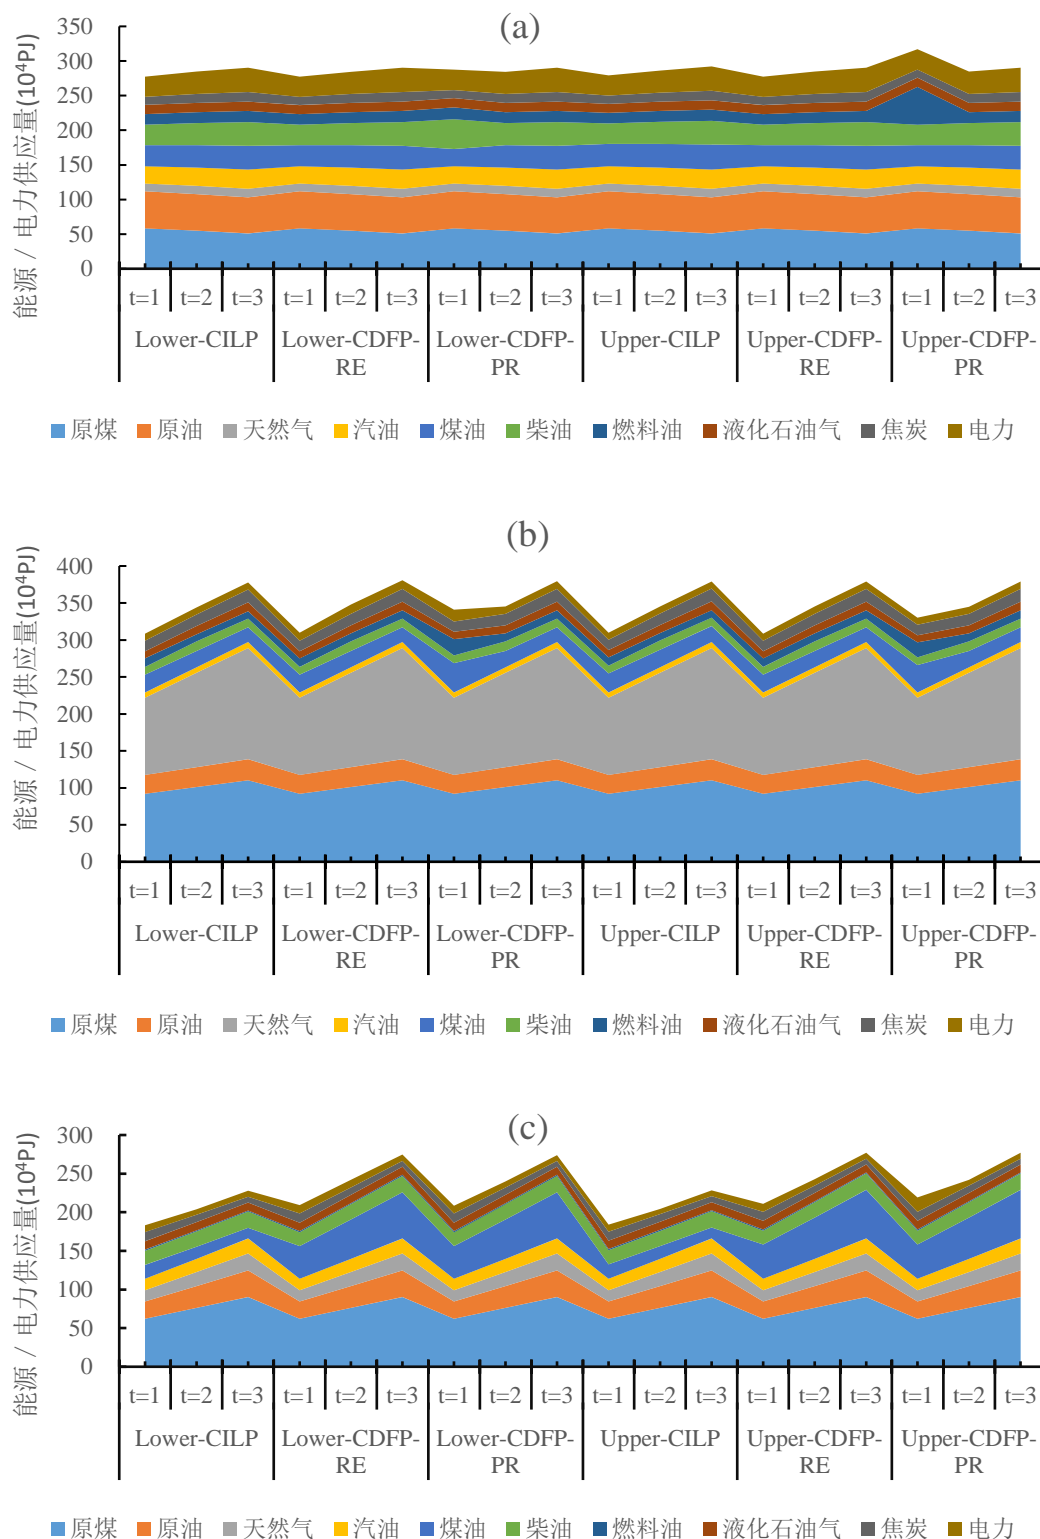 (a)
能源 / 电力供应量(10⁴PJ)
350
300
250
200
150
100
50
0
t=1 t=2 t=3 t=1 t=2 t=3 t=1 t=2 t=3 t=1 t=2 t=3 t=1 t=2 t=3 t=1 t=2 t=3
Lower-CILP Lower-CDFP-RE Lower-CDFP-PR Upper-CILP Upper-CDFP-RE Upper-CDFP-PR
原煤 原油 天然气 汽油 煤油 柴油 燃料油 液化石油气 焦炭 电力
(b)
能源 / 电力供应量(10⁴PJ)
400
350
300
250
200
150
100
50
0
t=1 t=2 t=3 t=1 t=2 t=3 t=1 t=2 t=3 t=1 t=2 t=3 t=1 t=2 t=3 t=1 t=2 t=3
Lower-CILP Lower-CDFP-RE Lower-CDFP-PR Upper-CILP Upper-CDFP-RE Upper-CDFP-PR
原煤 原油 天然气 汽油 煤油 柴油 燃料油 液化石油气 焦炭 电力
(c)
能源 / 电力供应量(10⁴PJ)
300
250
200
150
100
50
0
t=1 t=2 t=3 t=1 t=2 t=3 t=1 t=2 t=3 t=1 t=2 t=3 t=1 t=2 t=3 t=1 t=2 t=3
Lower-CILP Lower-CDFP-RE Lower-CDFP-PR Upper-CILP Upper-CDFP-RE Upper-CDFP-PR
原煤 原油 天然气 汽油 煤油 柴油 燃料油 液化石油气 焦炭 电力